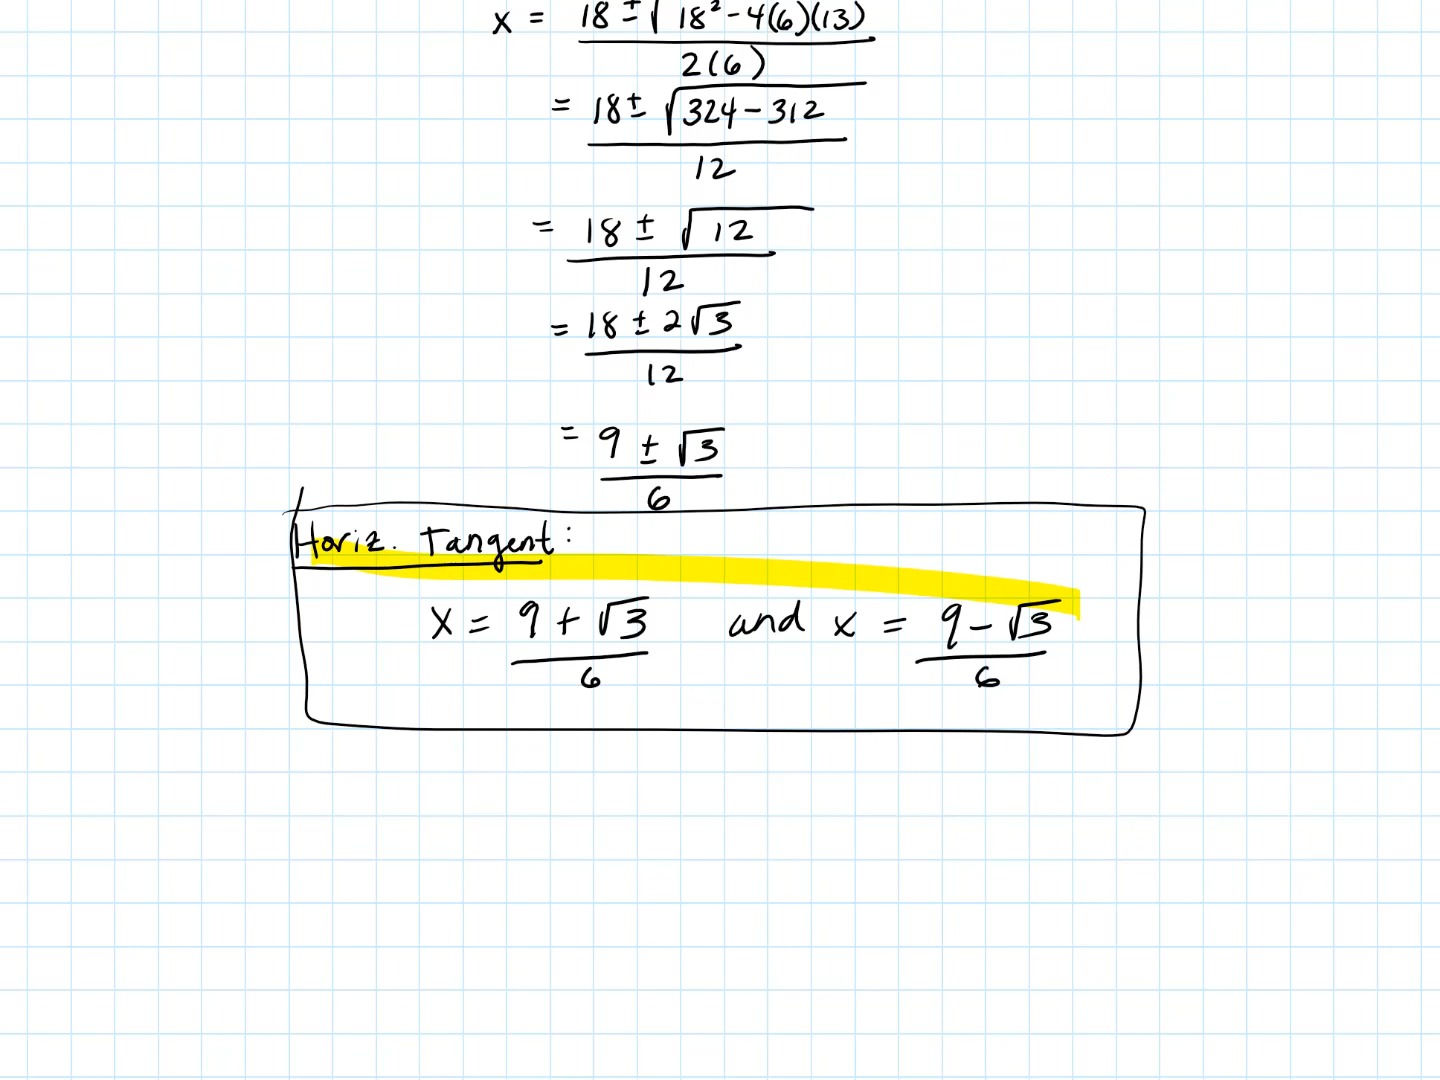 x = 18 ± √18² - 4(6)(13)
2(6)
= 18 ± √324 - 312
12
= 18 ± √12
12
= 18 ± 2√3
12
= 9 ± √3
6
Horiz. Tangent:
x = 9 + √3 and x = 9 - √3
6 6